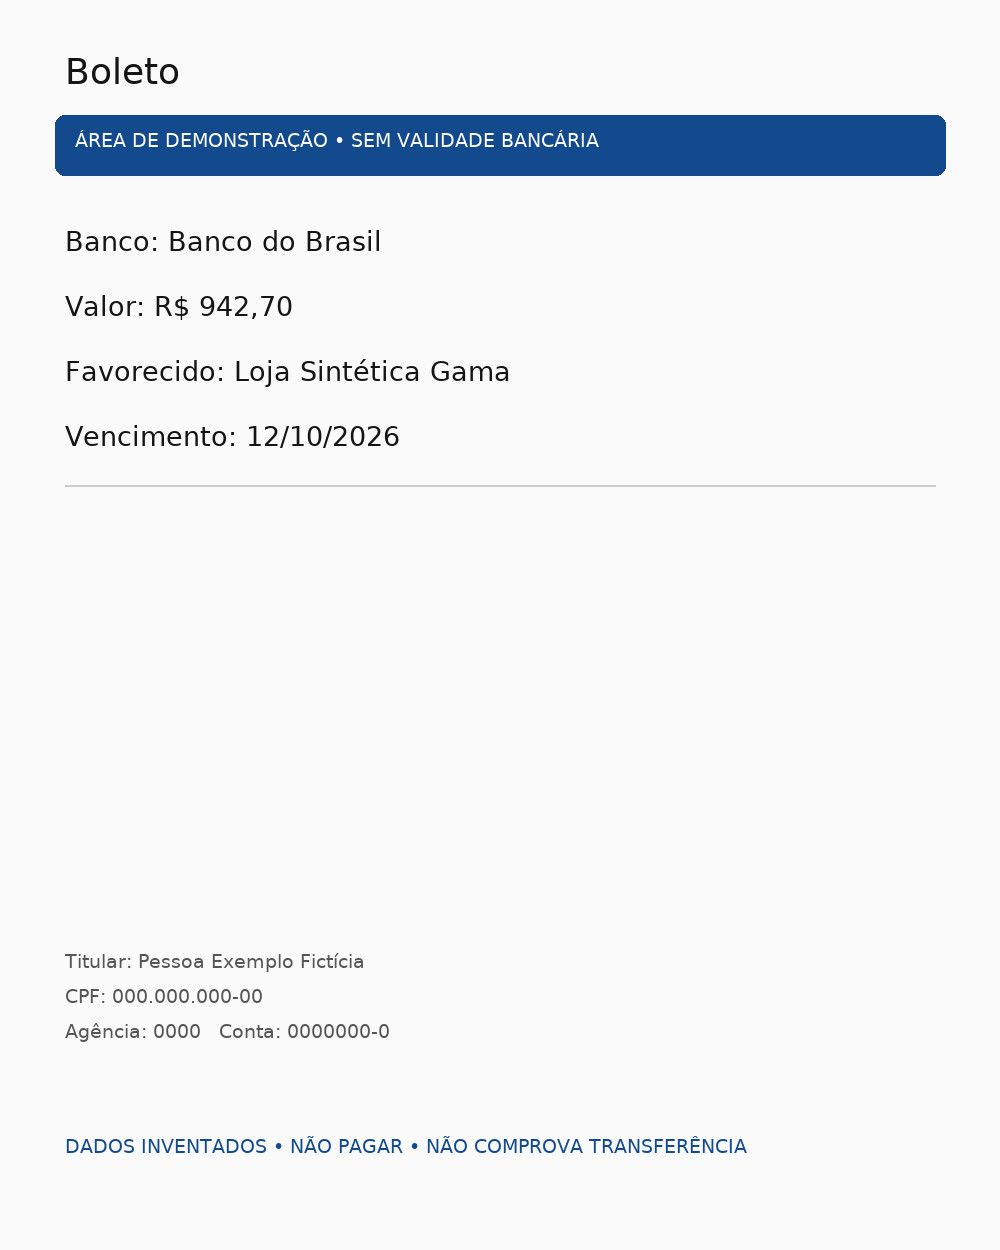 Boleto
ÁREA DE DEMONSTRAÇÃO • SEM VALIDADE BANCÁRIA
Banco: Banco do Brasil
Valor: R$ 942,70
Favorecido: Loja Sintética Gama
Vencimento: 12/10/2026
Titular: Pessoa Exemplo Fictícia
CPF: 000.000.000-00
Agência: 0000   Conta: 0000000-0
DADOS INVENTADOS • NÃO PAGAR • NÃO COMPROVA TRANSFERÊNCIA